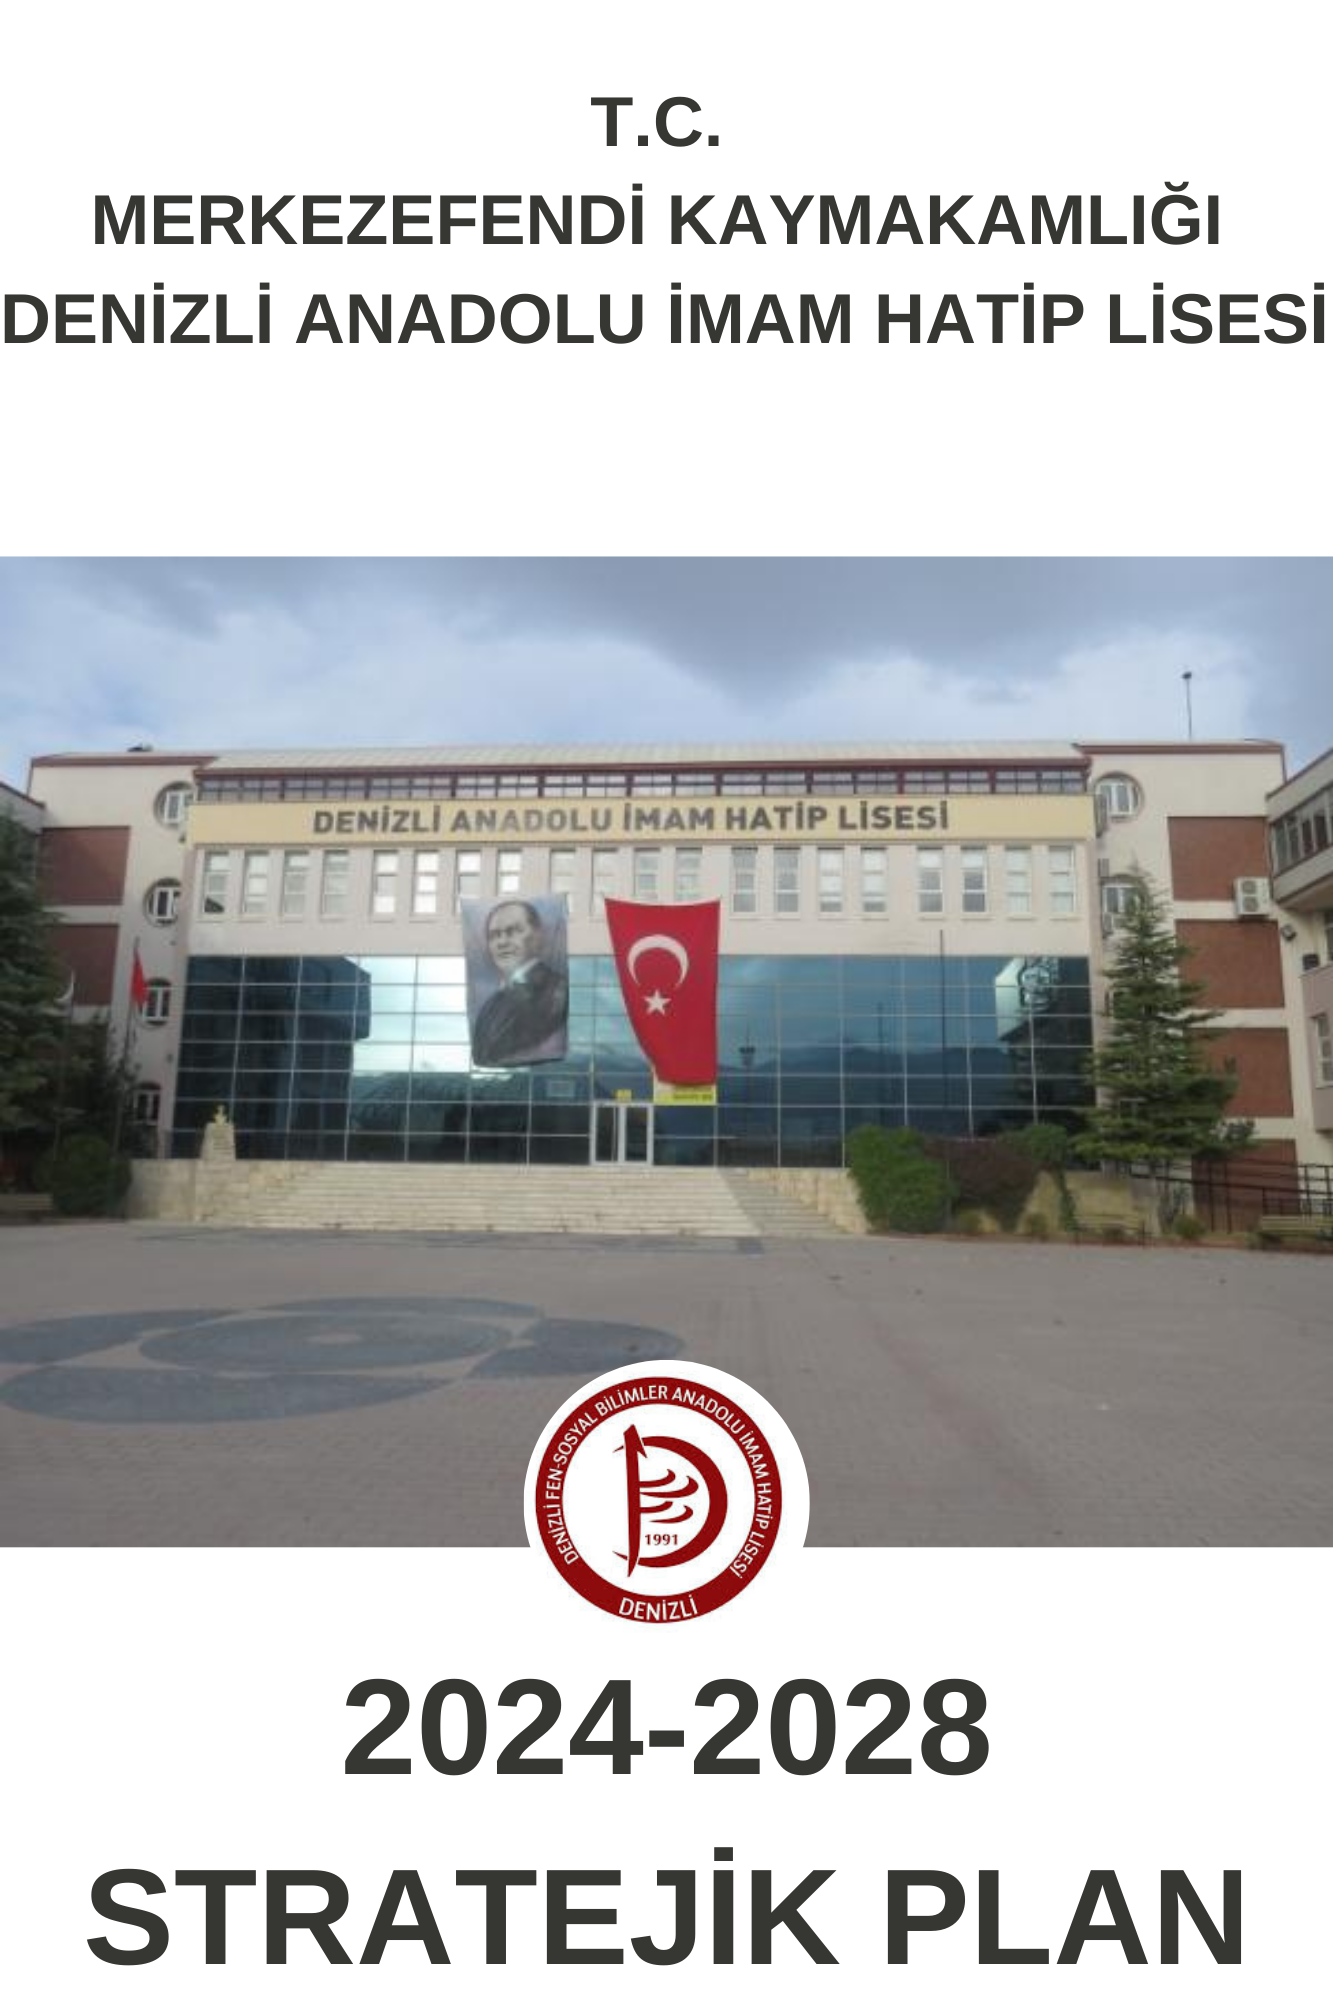 T.C.
MERKEZEFENDİ KAYMAKAMLIĞI
DENİZLİ ANADOLU İMAM HATİP LİSESİ
DENİZLİ ANADOLU İMAM HATİP LİSESİ
DENİZLİ FEN-SOSYAL BİLİMLER ANADOLU İMAM HATİP LİSESİ
1991
DENİZLİ
2024-2028
STRATEJİK PLAN